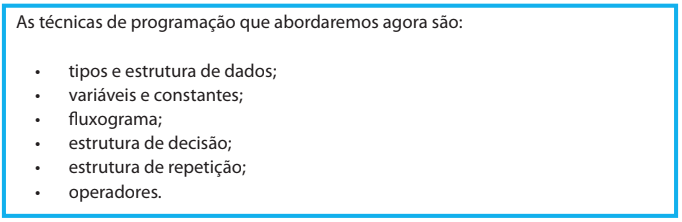 As técnicas de programação que abordaremos agora são:
• tipos e estrutura de dados;
• variáveis e constantes;
• fluxograma;
• estrutura de decisão;
• estrutura de repetição;
• operadores.